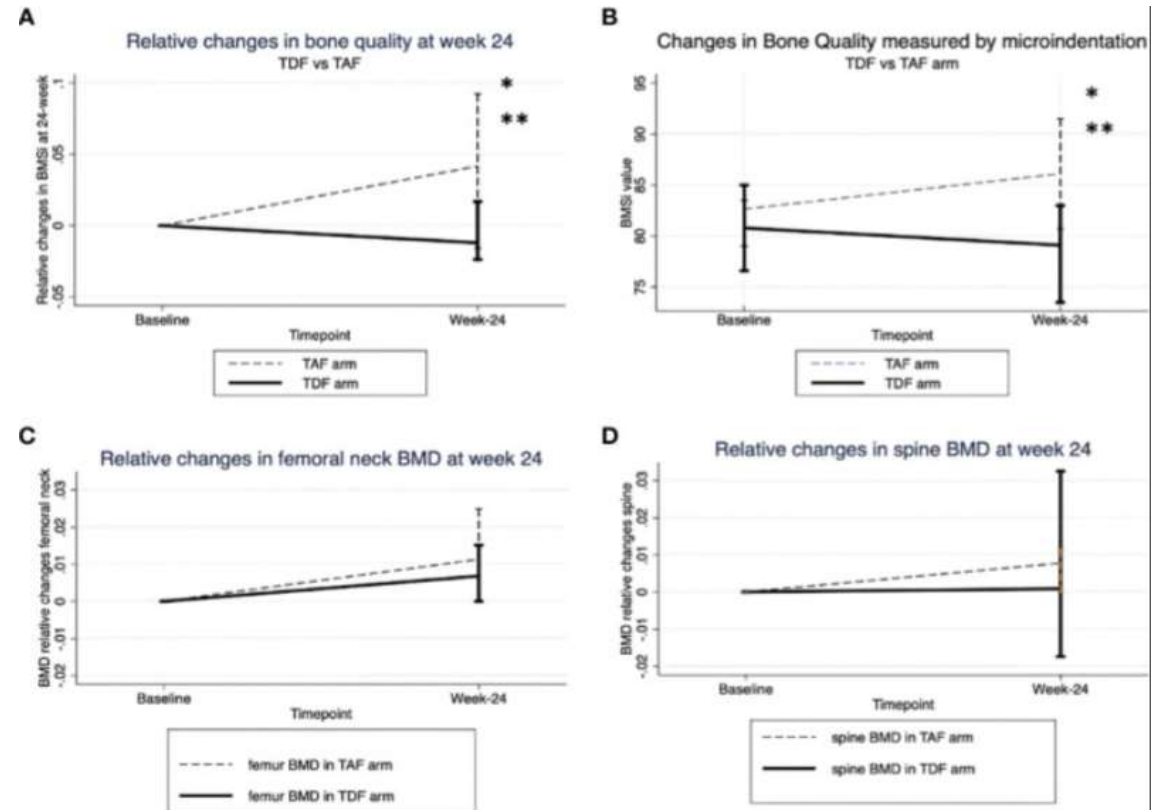 A
Relative changes in bone quality at week 24
TDF vs TAF
Relative changes in BMSi at 24-week
.1
.05
0
-.05
*
**
Baseline
Week-24
Timepoint
TAF arm
TDF arm
B
Changes in Bone Quality measured by microindentation
TDF vs TAF arm
BMSi value
95
90
85
80
75
*
**
Baseline
Week-24
Timepoint
TAF arm
TDF arm
C
Relative changes in femoral neck BMD at week 24
BMD relative changes femoral neck
.03
.02
.01
0
-.01
-.02
Baseline
Week-24
Timepoint
femur BMD in TAF arm
femur BMD in TDF arm
D
Relative changes in spine BMD at week 24
BMD relative changes spine
.03
.02
.01
0
-.01
-.02
Baseline
Week-24
Timepoint
spine BMD in TAF arm
spine BMD in TDF arm